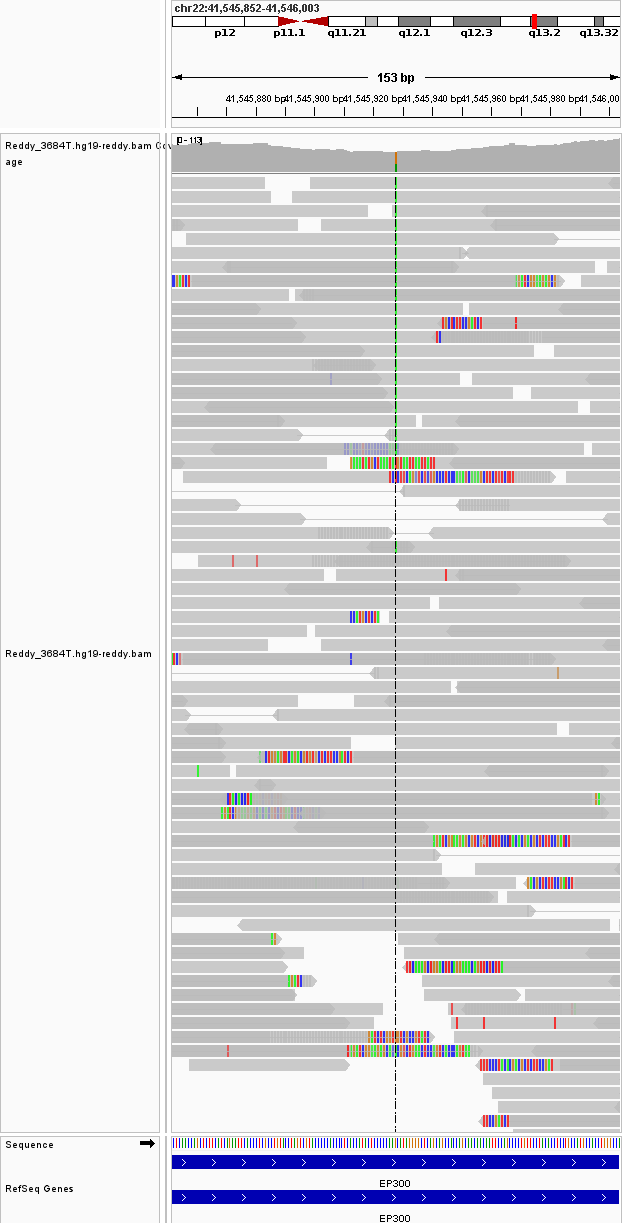 chr22:41,545,852-41,546,003
p12 p11.1 q11.21 q12.1 q12.3 q13.2 q13.32
153 bp
41,545,880 bp 41,545,900 bp 41,545,920 bp 41,545,940 bp 41,545,960 bp 41,545,980 bp 41,546,00
[0-113]
Reddy_3684T.hg19-reddy.bam Cov
age
Reddy_3684T.hg19-reddy.bam
Sequence
EP300
RefSeq Genes
EP300